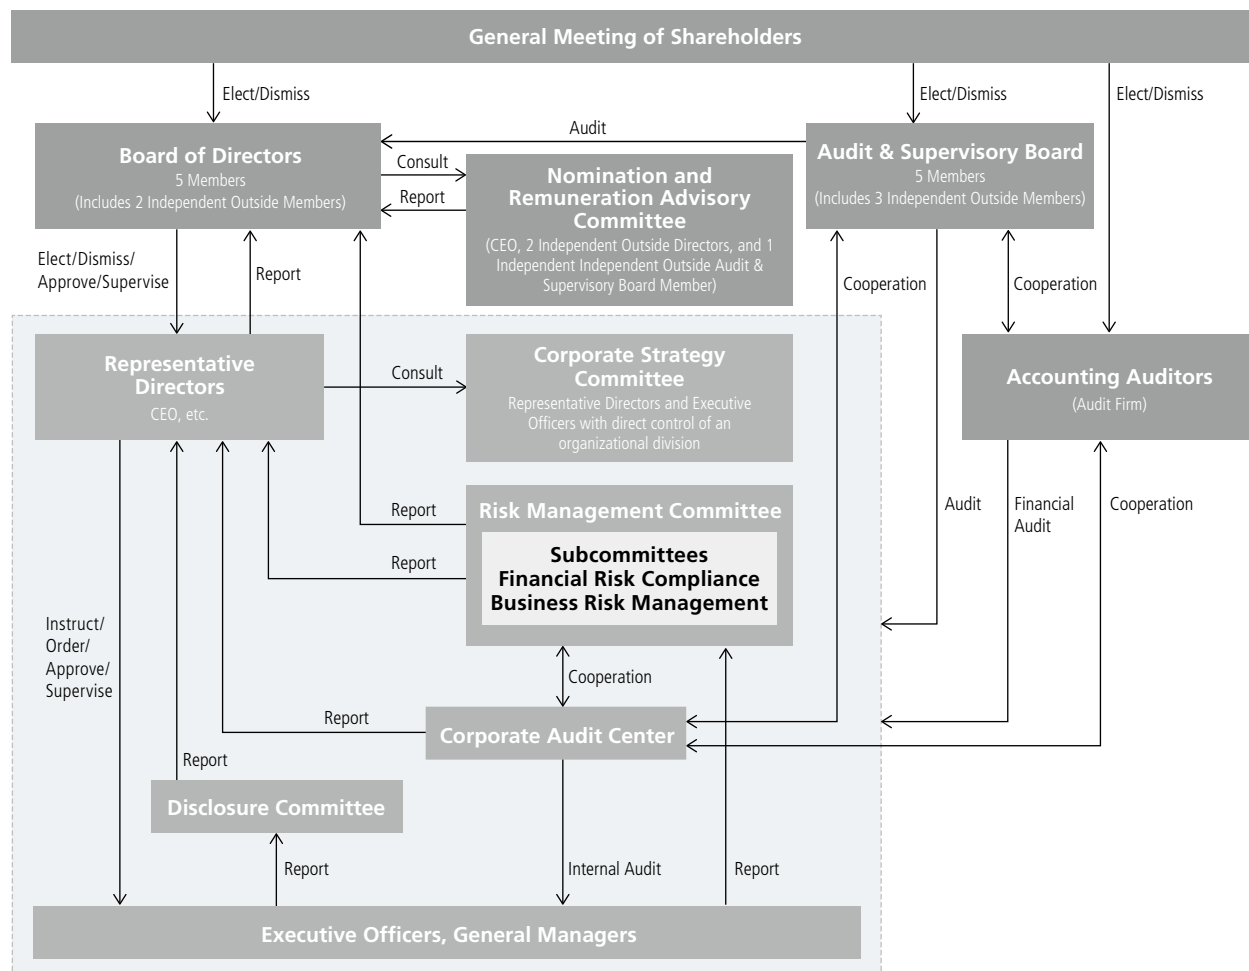 General Meeting of Shareholders
Elect/Dismiss
Elect/Dismiss
Elect/Dismiss
Audit
Board of Directors
5 Members
(Includes 2 Independent Outside Members)
Consult
Report
Nomination and
Remuneration Advisory
Committee
(CEO, 2 Independent Outside Directors, and 1
Independent Independent Outside Audit &
Supervisory Board Member)
Audit & Supervisory Board
5 Members
(Includes 3 Independent Outside Members)
Elect/Dismiss/
Approve/Supervise
Report
Cooperation
Cooperation
Representative
Directors
CEO, etc.
Consult
Corporate Strategy
Committee
Representative Directors and Executive
Officers with direct control of an
organizational division
Accounting Auditors
(Audit Firm)
Report
Report
Risk Management Committee
Subcommittees
Financial Risk Compliance
Business Risk Management
Audit
Financial
Audit
Cooperation
Instruct/
Order/
Approve/
Supervise
Cooperation
Report
Corporate Audit Center
Report
Disclosure Committee
Report
Internal Audit
Report
Executive Officers, General Managers